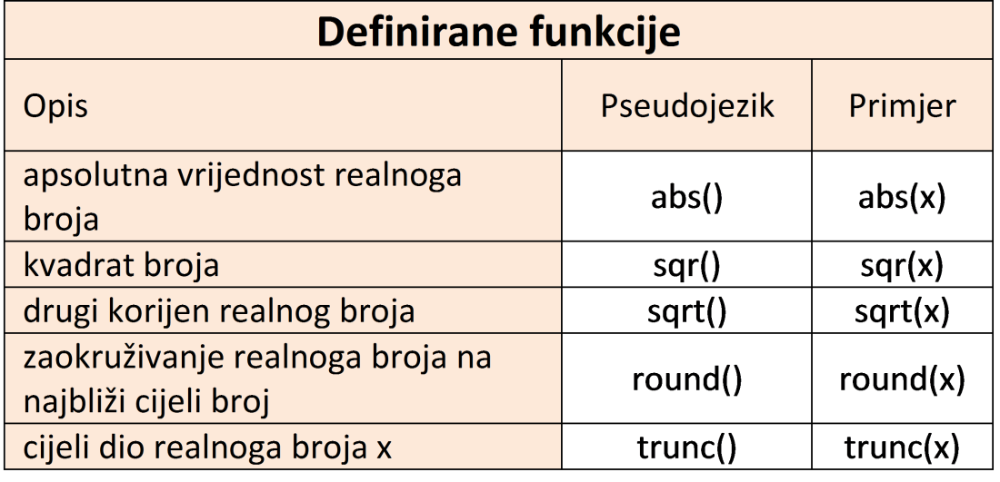 Definirane funkcije
Opis Pseudojezik Primjer
apsolutna vrijednost realnoga
broja abs() abs(x)
kvadrat broja sqr() sqr(x)
drugi korijen realnog broja sqrt() sqrt(x)
zaokruživanje realnoga broja na
najbliži cijeli broj round() round(x)
cijeli dio realnoga broja x trunc() trunc(x)